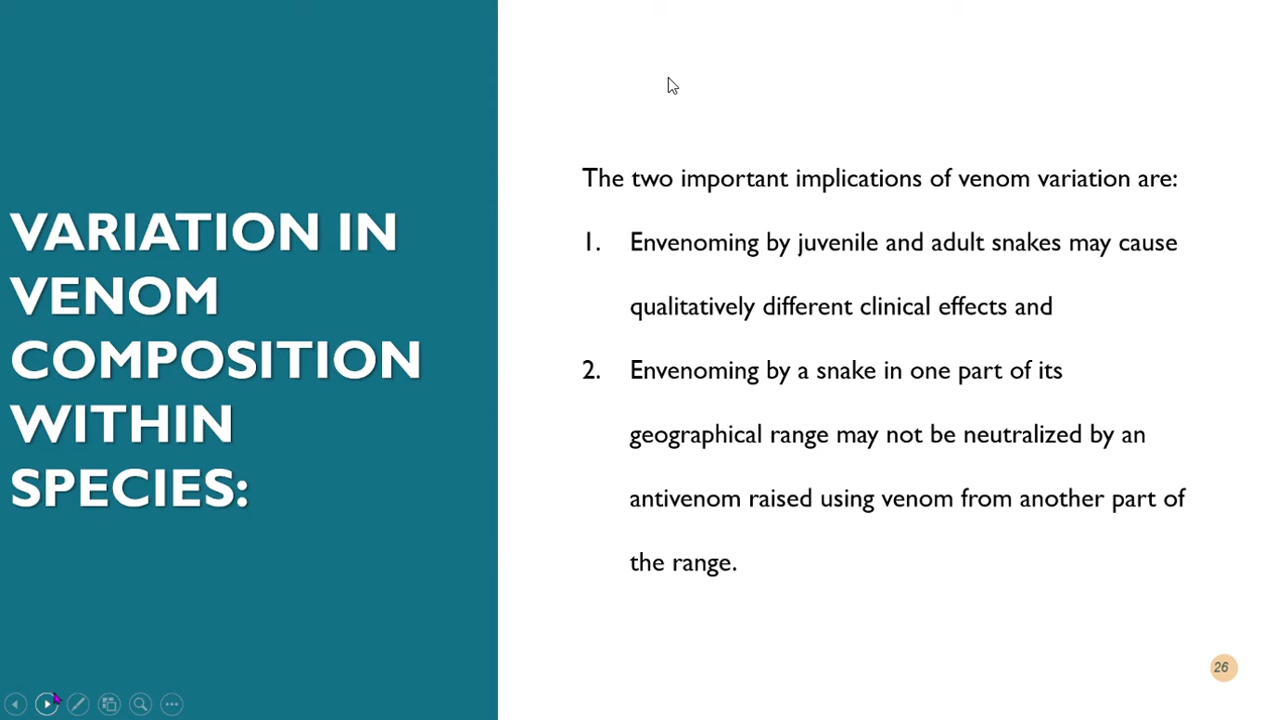 VARIATION IN
VENOM
COMPOSITION
WITHIN
SPECIES:
The two important implications of venom variation are:
1. Envenoming by juvenile and adult snakes may cause
qualitatively different clinical effects and
2. Envenoming by a snake in one part of its
geographical range may not be neutralized by an
antivenom raised using venom from another part of
the range.
26